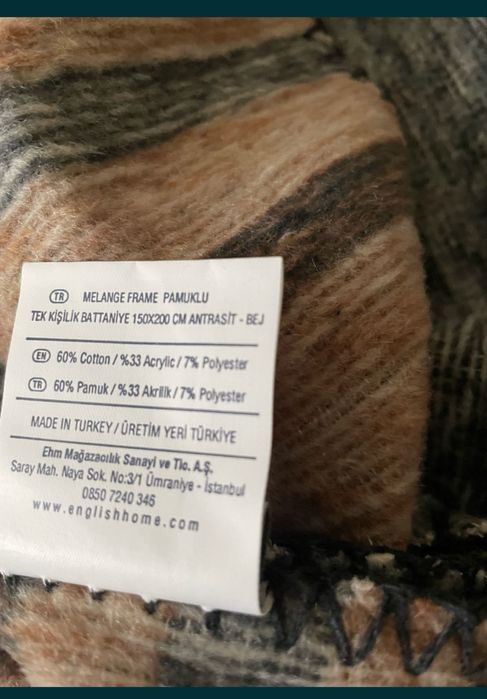 TR MELANGE FRAME PAMUKLU
TEK KİŞİLİK BATTANİYE 150X200 CM ANTRASİT - BEJ
EN 60% Cotton / %33 Acrylic / 7% Polyester
TR 60% Pamuk / %33 Akrilik / 7% Polyester
MADE IN TURKEY / ÜRETİM YERİ TÜRKİYE
Ehm Mağazacılık Sanayi ve Tic. A.Ş.
Saray Mah. Naya Sok. No:3/1 Ümraniye - İstanbul
0850 7240 346
www.englishhome.com